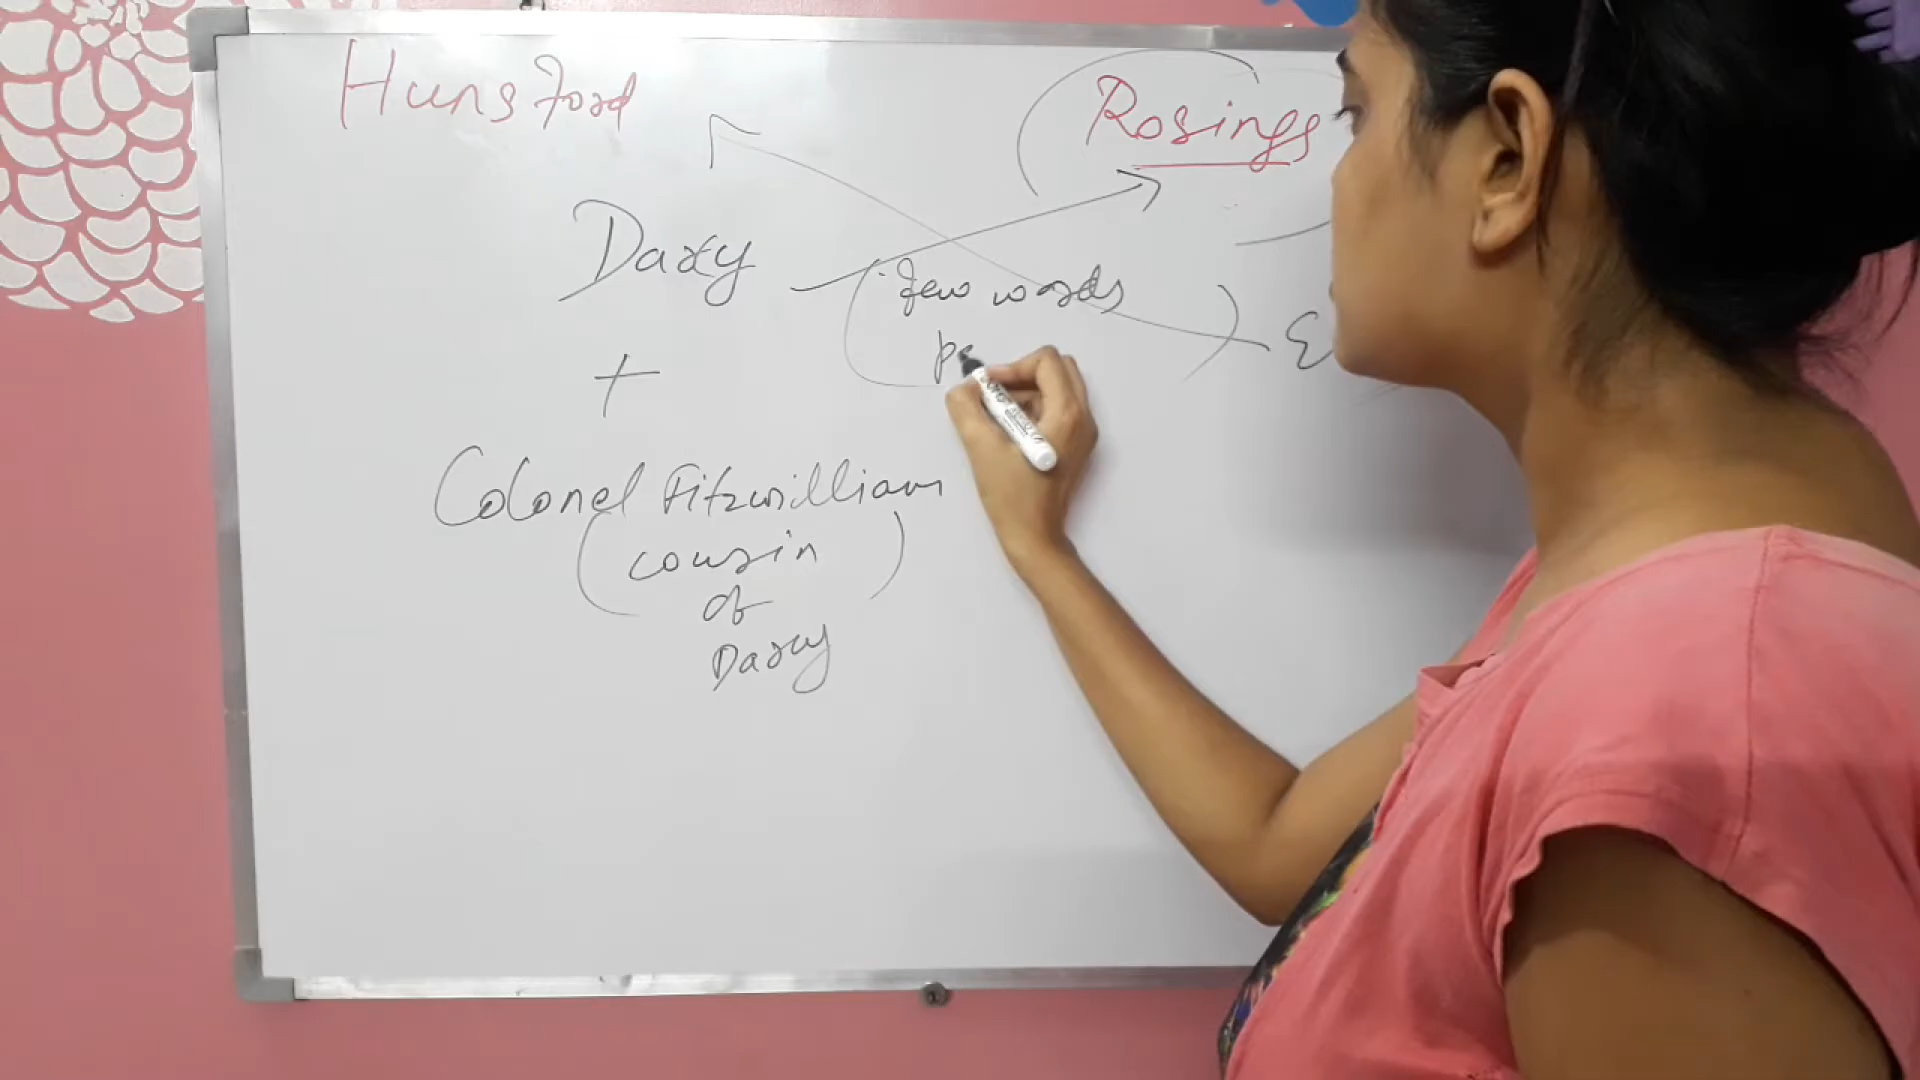 Hunsford
Rosings
Darcy
few words
+
Colonel Fitzwilliam
(cousin
of
Darcy)